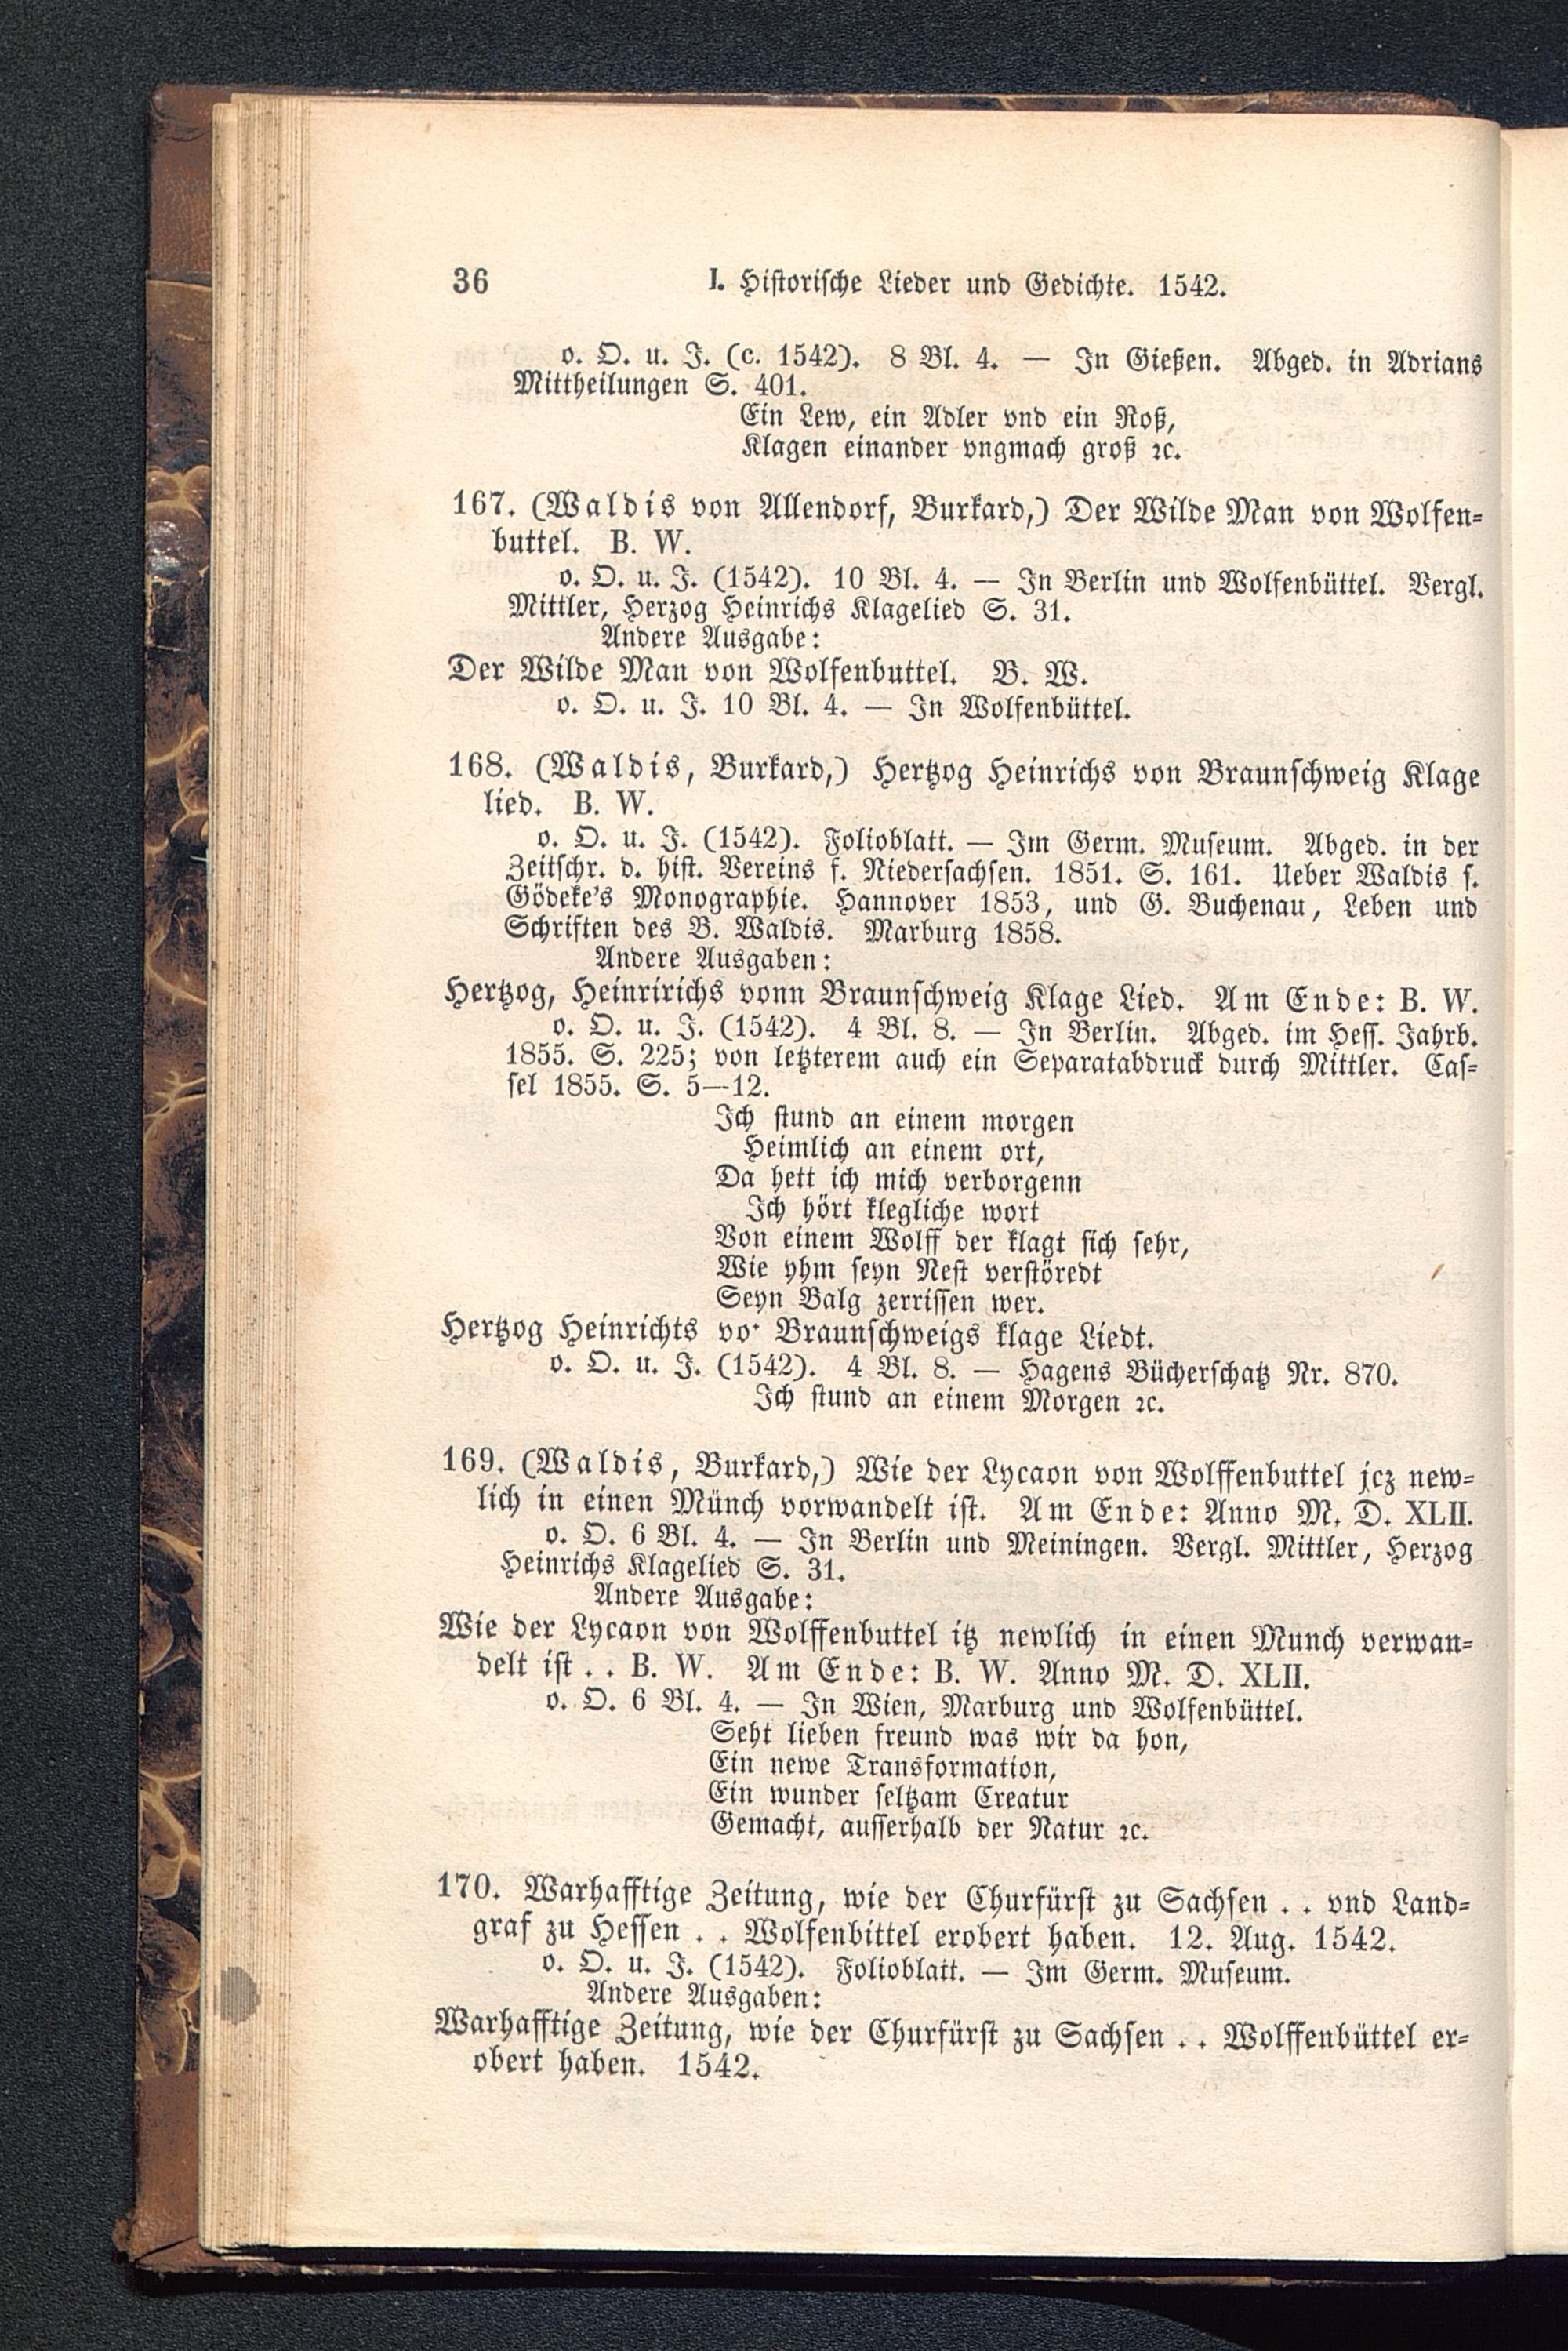 36 I. Historische Lieder und Gedichte. 1542.
o. O. u. J. (c. 1542). 8 Bl. 4. — In Gießen. Abged. in Adrians
Mittheilungen S. 401.
Ein Lew, ein Adler vnd ein Roß,
Klagen einander vngmach groß ꝛc.
167. (Waldis von Allendorf, Burkard,) Der Wilde Man von Wolfen-
buttel. B. W.
o. O. u. J. (1542). 10 Bl. 4. — In Berlin und Wolfenbüttel. Vergl.
Mittler, Herzog Heinrichs Klagelied S. 31.
Andere Ausgabe:
Der Wilde Man von Wolfenbuttel. B. W.
o. O. u. J. 10 Bl. 4. — In Wolfenbüttel.
168. (Waldis, Burkard,) Hertzog Heinrichs von Braunschweig Klage
lied. B. W.
o. O. u. J. (1542). Folioblatt. — Im Germ. Museum. Abged. in der
Zeitschr. d. hist. Vereins f. Niedersachsen. 1851. S. 161. Ueber Waldis s.
Gödeke's Monographie. Hannover 1853, und G. Buchenau, Leben und
Schriften des B. Waldis. Marburg 1858.
Andere Ausgaben:
Hertzog, Heinririchs vonn Braunschweig Klage Lied. Am Ende: B. W.
o. O. u. J. (1542). 4 Bl. 8. — In Berlin. Abged. im Hess. Jahrb.
1855. S. 225; von letzterem auch ein Separatabdruck durch Mittler. Cas-
sel 1855. S. 5—12.
Ich stund an einem morgen
Heimlich an einem ort,
Da hett ich mich verborgenn
Ich hört klegliche wort
Von einem Wolff der klagt sich sehr,
Wie yhm seyn Nest verstöredt
Seyn Balg zerrissen wer.
Hertzog Heinrichts vo· Braunschweigs klage Liedt.
o. O. u. J. (1542). 4 Bl. 8. — Hagens Bücherschatz Nr. 870.
Ich stund an einem Morgen ꝛc.
169. (Waldis, Burkard,) Wie der Lycaon von Wolffenbuttel jcz new-
lich in einen Münch vorwandelt ist. Am Ende: Anno M. D. XLII.
o. O. 6 Bl. 4. — In Berlin und Meiningen. Vergl. Mittler, Herzog
Heinrichs Klagelied S. 31.
Andere Ausgabe:
Wie der Lycaon von Wolffenbuttel itz newlich in einen Munch verwan-
delt ist . . B. W. Am Ende: B. W. Anno M. D. XLII.
o. O. 6 Bl. 4. — In Wien, Marburg und Wolfenbüttel.
Seht lieben freund was wir da hon,
Ein newe Transformation,
Ein wunder seltzam Creatur
Gemacht, ausserhalb der Natur ꝛc.
170. Warhafftige Zeitung, wie der Churfürst zu Sachsen . . vnd Land-
graf zu Hessen . . Wolfenbittel erobert haben. 12. Aug. 1542.
o. O. u. J. (1542). Folioblatt. — Im Germ. Museum.
Andere Ausgaben:
Warhafftige Zeitung, wie der Churfürst zu Sachsen . . Wolffenbüttel er-
obert haben. 1542.